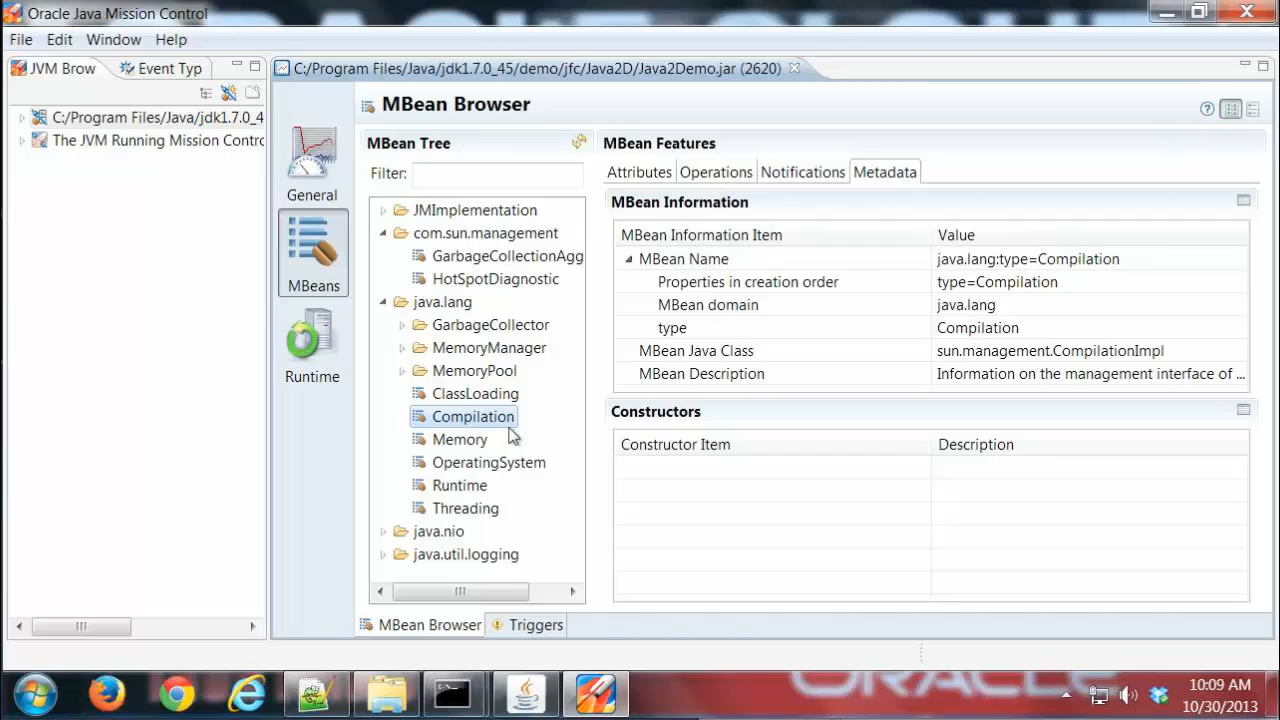 Oracle Java Mission Control
File Edit Window Help
JVM Brow
Event Typ
C:/Program Files/Java/jdk1.7.0_45/demo/jfc/Java2D/Java2Demo.jar (2620)
C:/Program Files/Java/jdk1.7.0_4
The JVM Running Mission Contro
General
MBeans
Runtime
MBean Browser
MBean Tree
Filter:
JMImplementation
com.sun.management
GarbageCollectionAgg
HotSpotDiagnostic
java.lang
GarbageCollector
MemoryManager
MemoryPool
ClassLoading
Compilation
Memory
OperatingSystem
Runtime
Threading
java.nio
java.util.logging
MBean Features
Attributes Operations Notifications Metadata
MBean Information
MBean Information Item Value
MBean Name java.lang:type=Compilation
Properties in creation order type=Compilation
MBean domain java.lang
type Compilation
MBean Java Class sun.management.CompilationImpl
MBean Description Information on the management interface of ...
Constructors
Constructor Item Description
MBean Browser Triggers
ORACLE
10:09 AM
10/30/2013